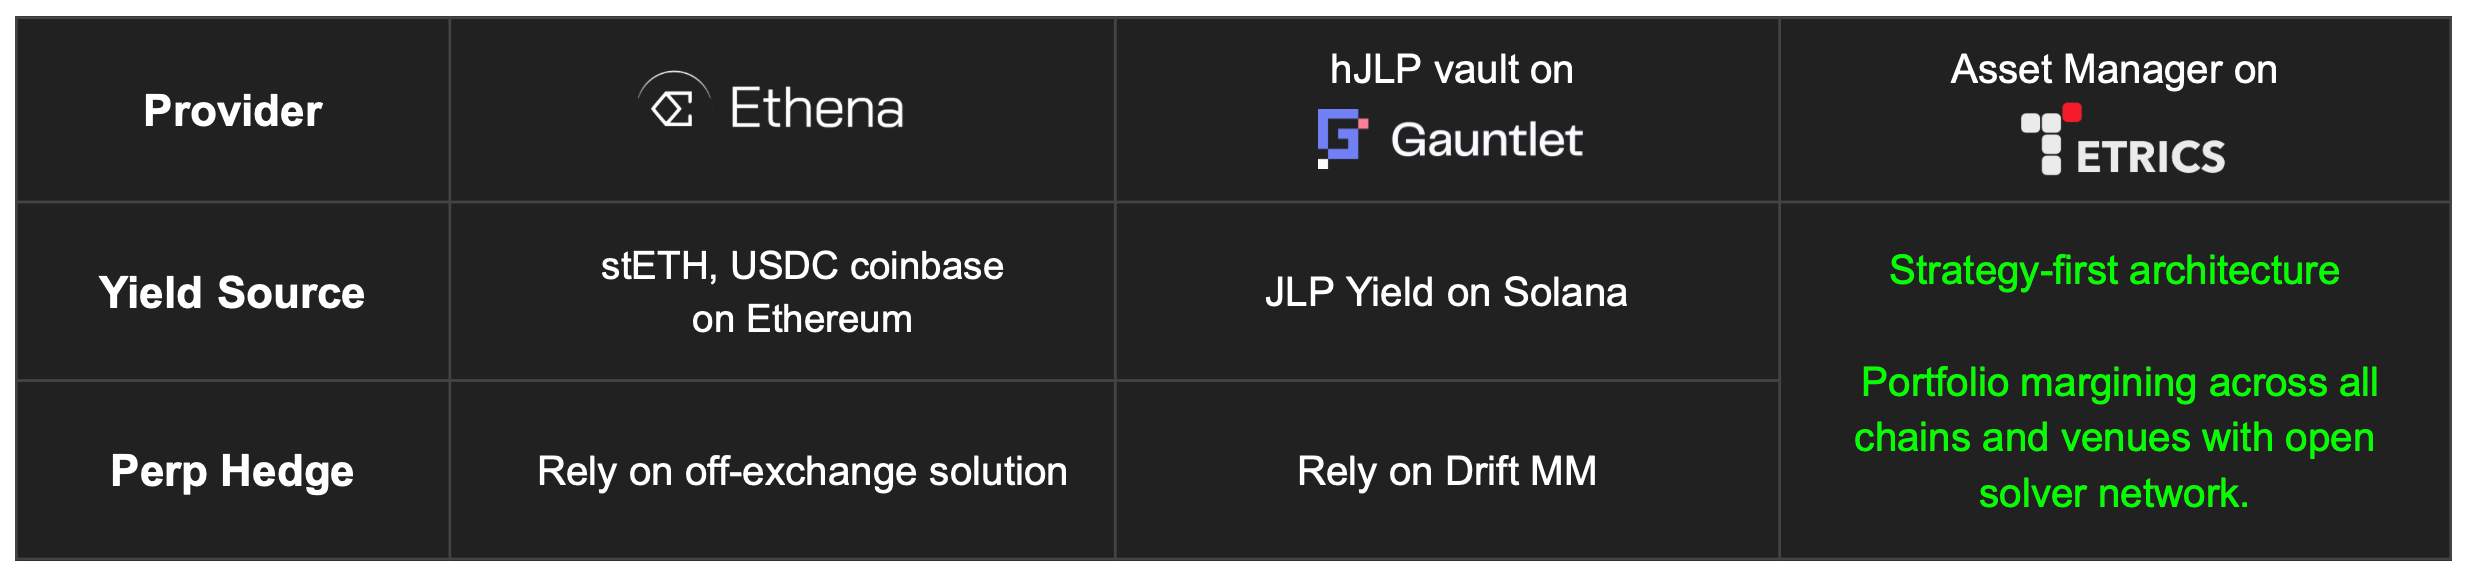 Provider
Ethena
hJLP vault on
Gauntlet
Asset Manager on
TETRICS
Yield Source
stETH, USDC coinbase
on Ethereum
JLP Yield on Solana
Strategy-first architecture
Portfolio margining across all
chains and venues with open
solver network.
Perp Hedge
Rely on off-exchange solution
Rely on Drift MM